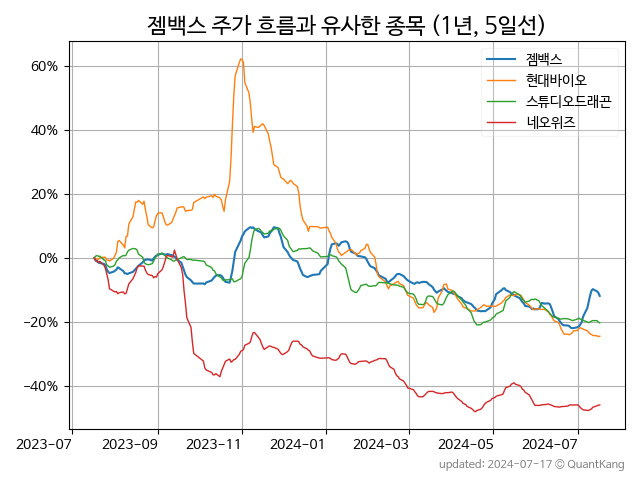 젬백스 주가 흐름과 유사한 종목 (1년, 5일선)
젬백스
현대바이오
스튜디오드래곤
네오위즈
60%
40%
20%
0%
−20%
−40%
2023-07
2023-09
2023-11
2024-01
2024-03
2024-05
2024-07
updated: 2024-07-17 © QuantKang